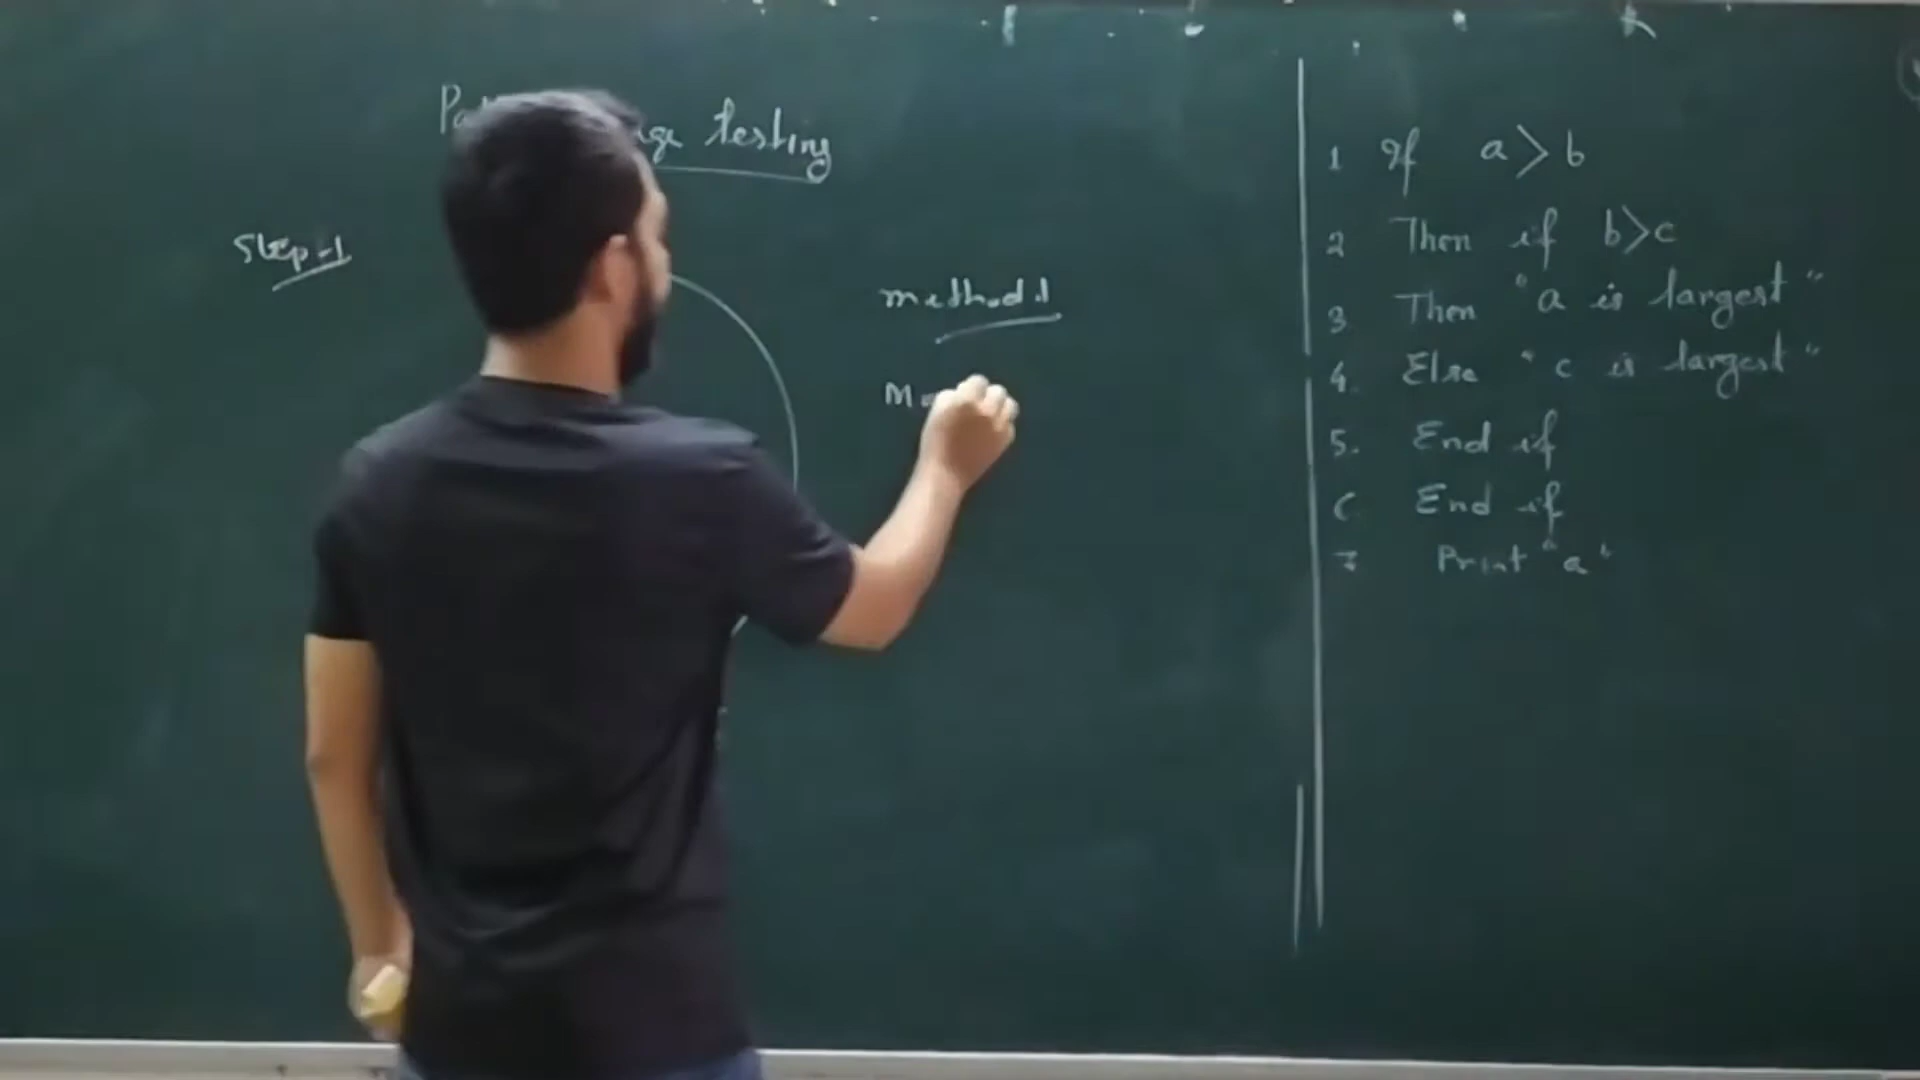 testing
Step-1
method.1
1 If a > b
2 Then if b>c
3 Then "a is largest"
4. Else "c is largest"
5. End if
6 End if
7 Print "a"